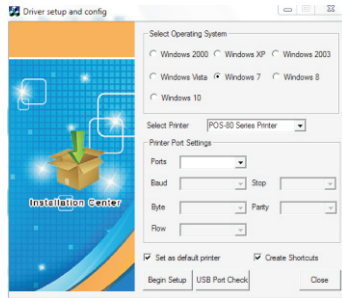 Driver setup and config
Select Operating System
Windows 2000 Windows XP Windows 2003
Windows Vista Windows 7 Windows 8
Windows 10
Select Printer POS-80 Series Printer
Printer Port Settings
Ports
Baud Stop
Byte Parity
Flow
Installation Center
Set as default printer Create Shortcuts
Begin Setup USB Port Check Close